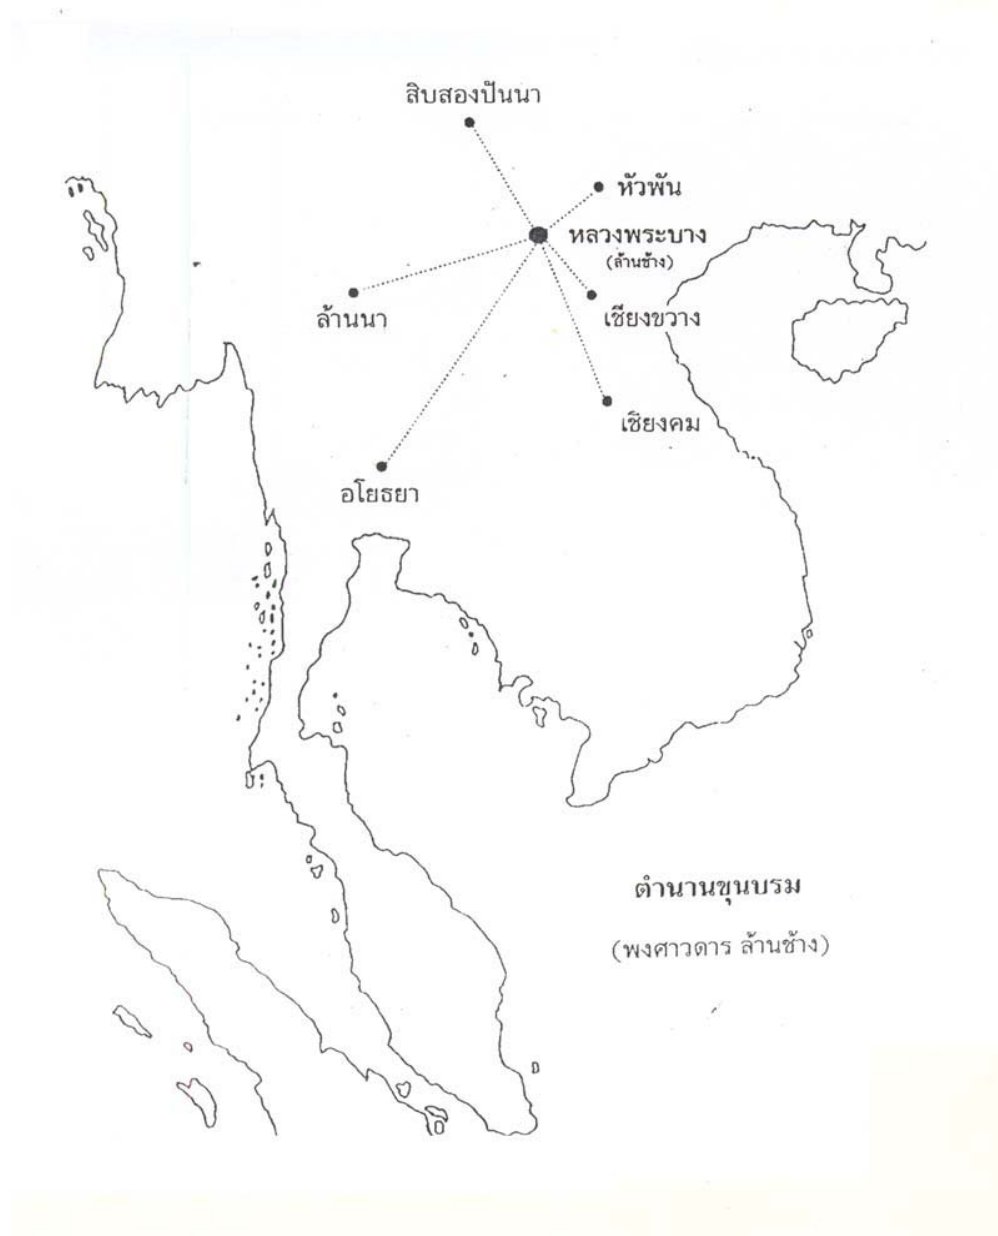 สิบสองปันนา
หัวพัน
หลวงพระบาง
(ล้านช้าง)
ล้านนา
เชียงขวาง
เชียงคม
อโยธยา
ตำนานขุนบรม
(พงศาวดาร ล้านช้าง)